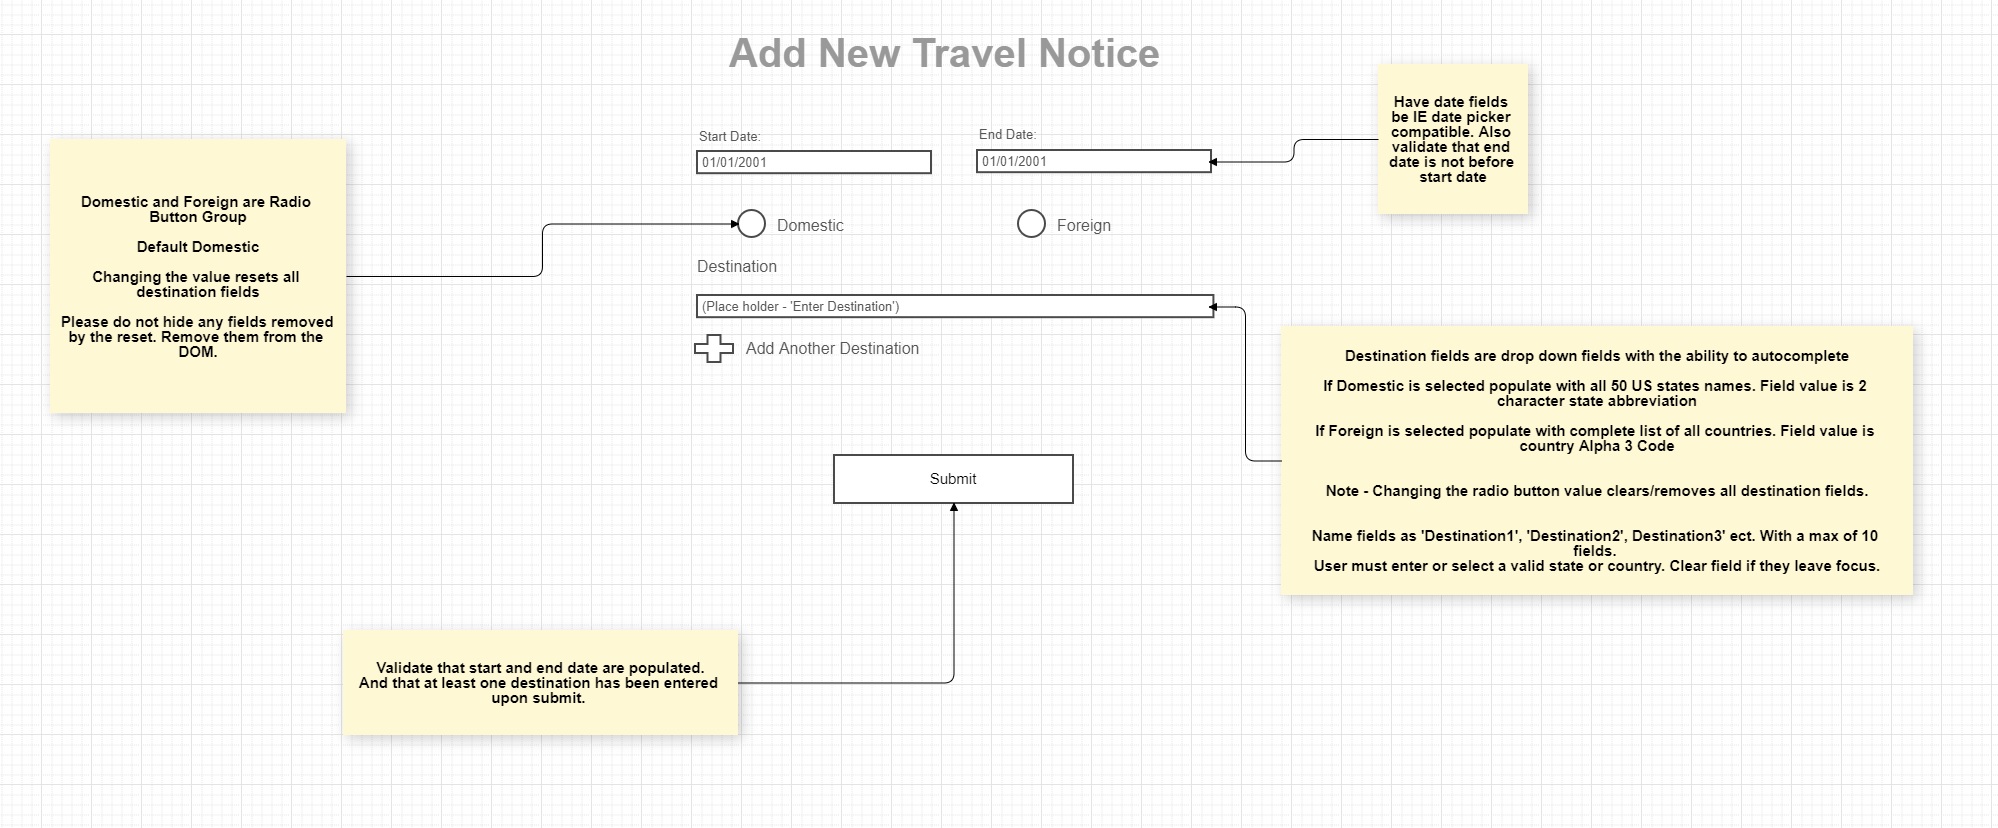 Add New Travel Notice
Have date fields
be IE date picker
compatible. Also
validate that end
date is not before
start date
Start Date:
End Date:
01/01/2001
01/01/2001
Domestic and Foreign are Radio
Button Group
Default Domestic
Changing the value resets all
destination fields
Please do not hide any fields removed
by the reset. Remove them from the
DOM.
Domestic
Foreign
Destination
(Place holder - 'Enter Destination')
Add Another Destination
Destination fields are drop down fields with the ability to autocomplete
If Domestic is selected populate with all 50 US states names. Field value is 2
character state abbreviation
If Foreign is selected populate with complete list of all countries. Field value is
country Alpha 3 Code
Note - Changing the radio button value clears/removes all destination fields.
Name fields as 'Destination1', 'Destination2', Destination3' ect. With a max of 10
fields.
User must enter or select a valid state or country. Clear field if they leave focus.
Submit
Validate that start and end date are populated.
And that at least one destination has been entered
upon submit.